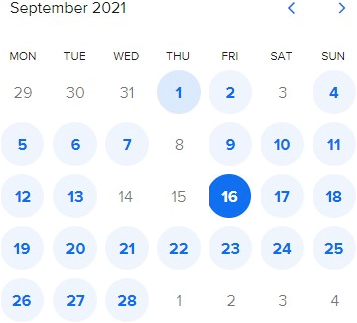 September 2021
MON TUE WED THU FRI SAT SUN
29 30 31 1 2 3 4
5 6 7 8 9 10 11
12 13 14 15 16 17 18
19 20 21 22 23 24 25
26 27 28 1 2 3 4